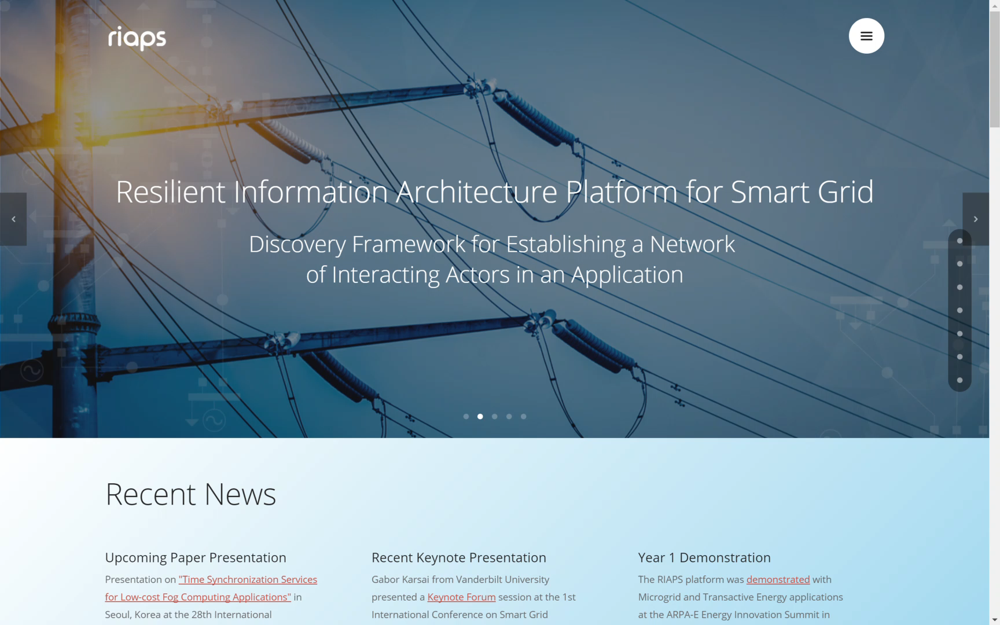 riaps
Resilient Information Architecture Platform for Smart Grid
Discovery Framework for Establishing a Network
of Interacting Actors in an Application
Recent News
Upcoming Paper Presentation
Presentation on "Time Synchronization Services
for Low-cost Fog Computing Applications" in
Seoul, Korea at the 28th International
Recent Keynote Presentation
Gabor Karsai from Vanderbilt University
presented a Keynote Forum session at the 1st
International Conference on Smart Grid
Year 1 Demonstration
The RIAPS platform was demonstrated with
Microgrid and Transactive Energy applications
at the ARPA-E Energy Innovation Summit in